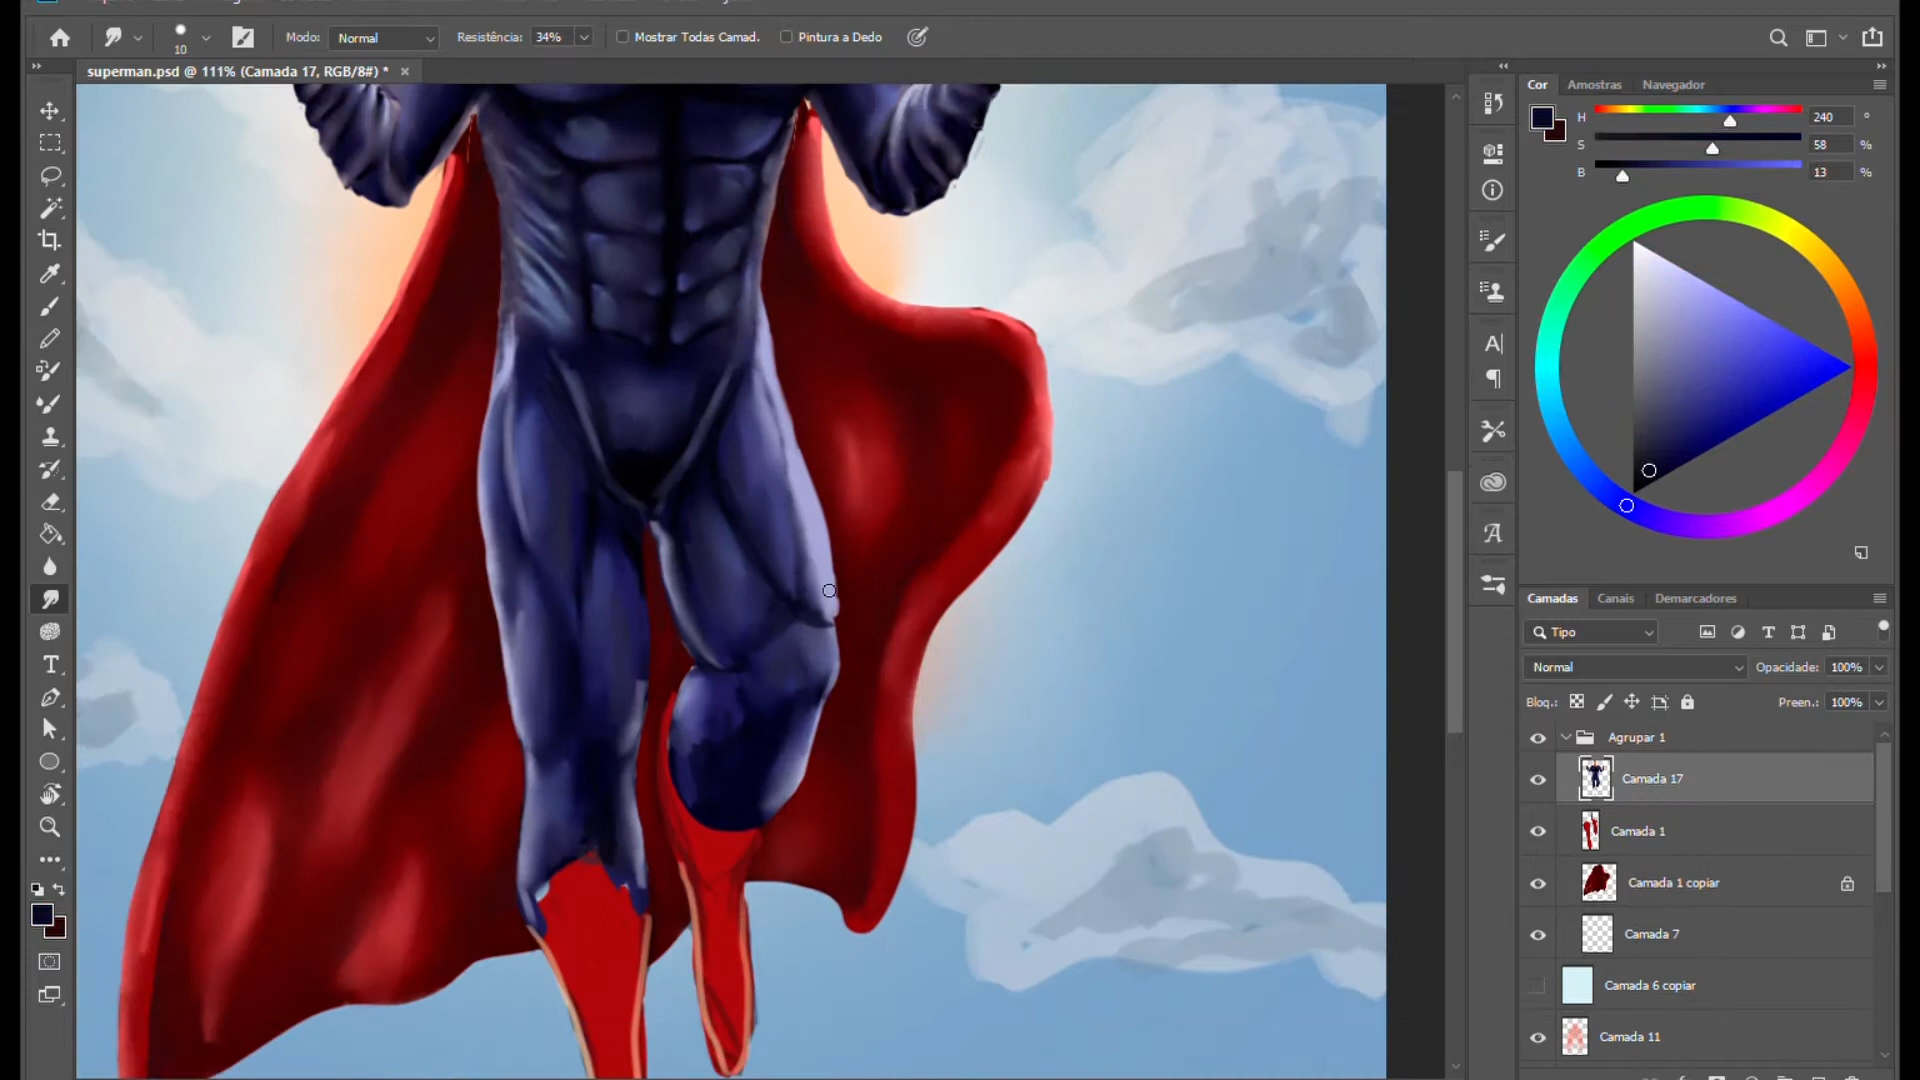 10
Modo:
Normal
Resistência: 34%
Mostrar Todas Camad.
Pintura a Dedo
superman.psd @ 111% (Camada 17, RGB/8#) *
Cor
Amostras
Navegador
H 240 °
S 58 %
B 13 %
Camadas
Canais
Demarcadores
Tipo
Normal
Opacidade: 100%
Bloq.:
Preen.: 100%
Agrupar 1
Camada 17
Camada 1
Camada 1 copiar
Camada 7
Camada 6 copiar
Camada 11